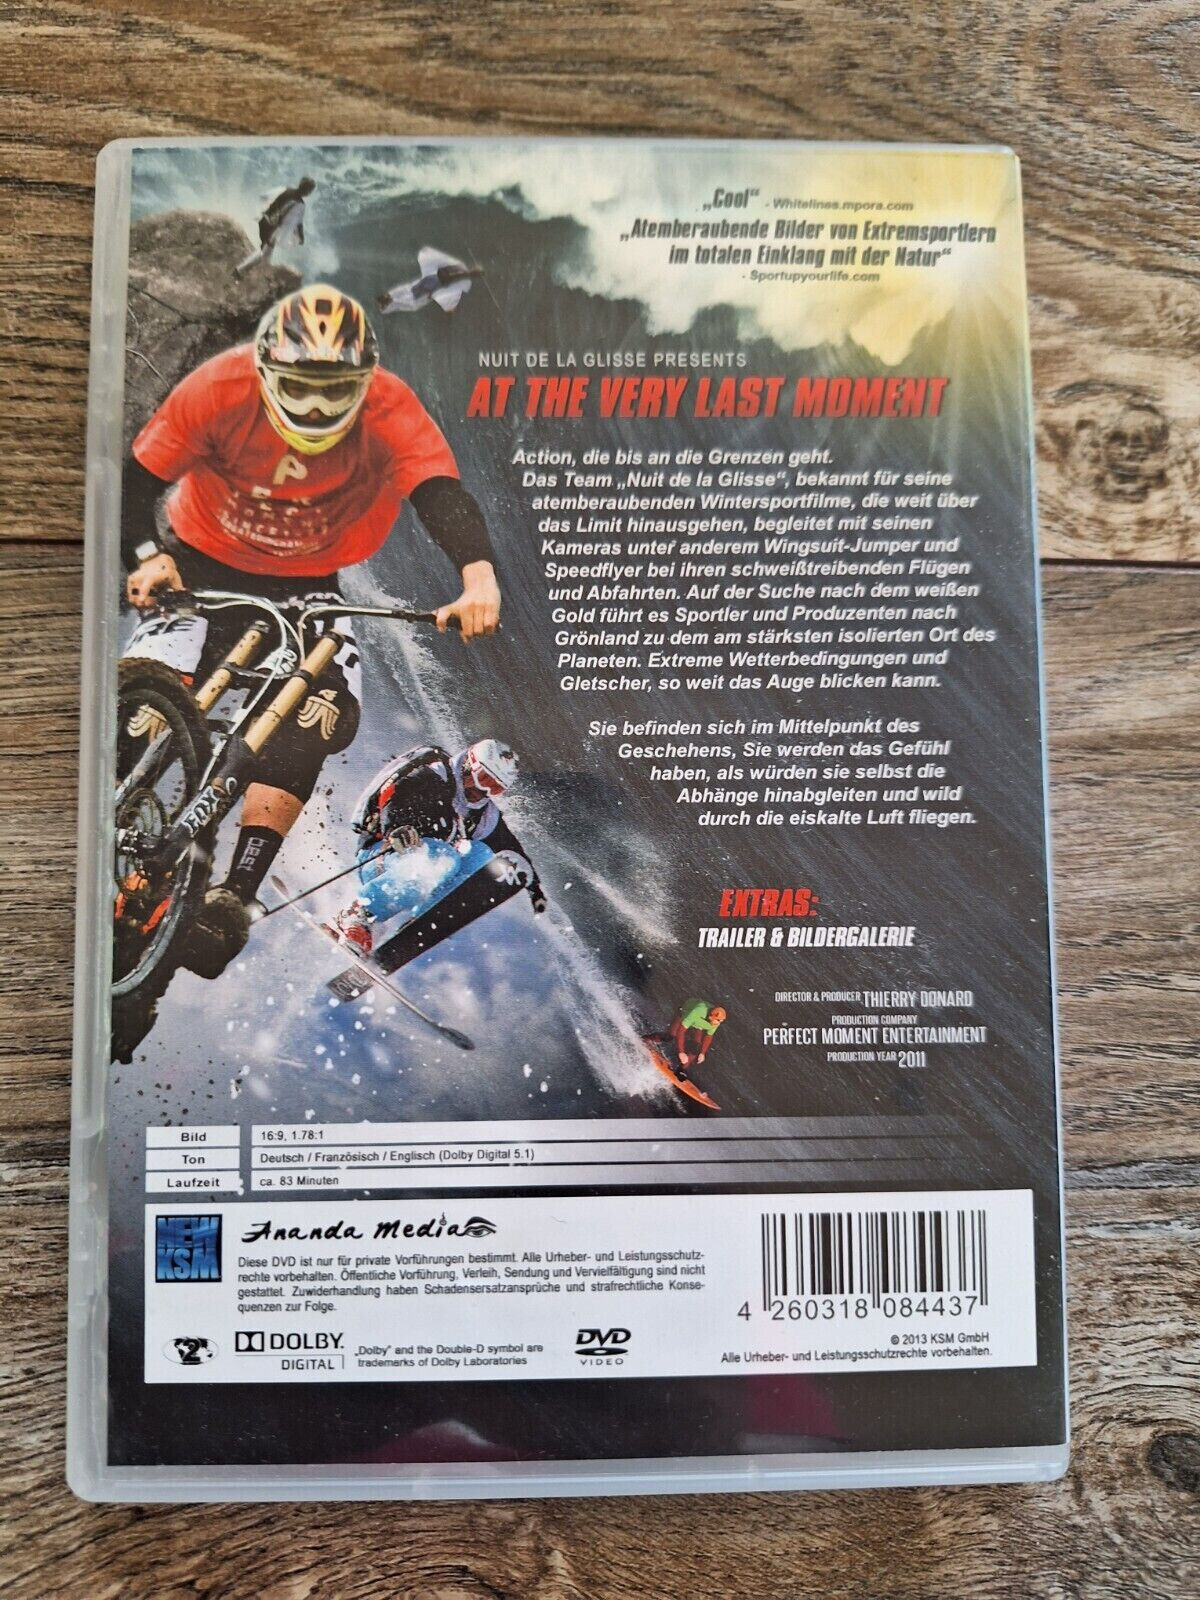 „Cool“ - Whitelines.mpora.com
„Atemberaubende Bilder von Extremsportlern
im totalen Einklang mit der Natur“
- Sportupyourlife.com
NUIT DE LA GLISSE PRESENTS
AT THE VERY LAST MOMENT
Action, die bis an die Grenzen geht.
Das Team „Nuit de la Glisse“, bekannt für seine
atemberaubenden Wintersportfilme, die weit über
das Limit hinausgehen, begleitet mit seinen
Kameras unter anderem Wingsuit-Jumper und
Speedflyer bei ihren schweißtreibenden Flügen
und Abfahrten. Auf der Suche nach dem weißen
Gold führt es Sportler und Produzenten nach
Grönland zu dem am stärksten isolierten Ort des
Planeten. Extreme Wetterbedingungen und
Gletscher, so weit das Auge blicken kann.
Sie befinden sich im Mittelpunkt des
Geschehens, Sie werden das Gefühl
haben, als würden sie selbst die
Abhänge hinabgleiten und wild
durch die eiskalte Luft fliegen.
best
EXTRAS:
TRAILER & BILDERGALERIE
DIRECTOR & PRODUCER THIERRY DONARD
PRODUCTION COMPANY
PERFECT MOMENT ENTERTAINMENT
PRODUCTION YEAR 2011
Bild 16:9, 1.78:1
Ton Deutsch / Französisch / Englisch (Dolby Digital 5.1)
Laufzeit ca. 83 Minuten
NEW
KSM
Ananda Media
Diese DVD ist nur für private Vorführungen bestimmt. Alle Urheber- und Leistungsschutz-
rechte vorbehalten. Öffentliche Vorführung, Verleih, Sendung und Vervielfältigung sind nicht
gestattet. Zuwiderhandlung haben Schadensersatzansprüche und strafrechtliche Konse-
quenzen zur Folge.
2
DOLBY
DIGITAL
„Dolby“ and the Double-D symbol are
trademarks of Dolby Laboratories
DVD
VIDEO
4 260318 084437
© 2013 KSM GmbH
Alle Urheber- und Leistungsschutzrechte vorbehalten.